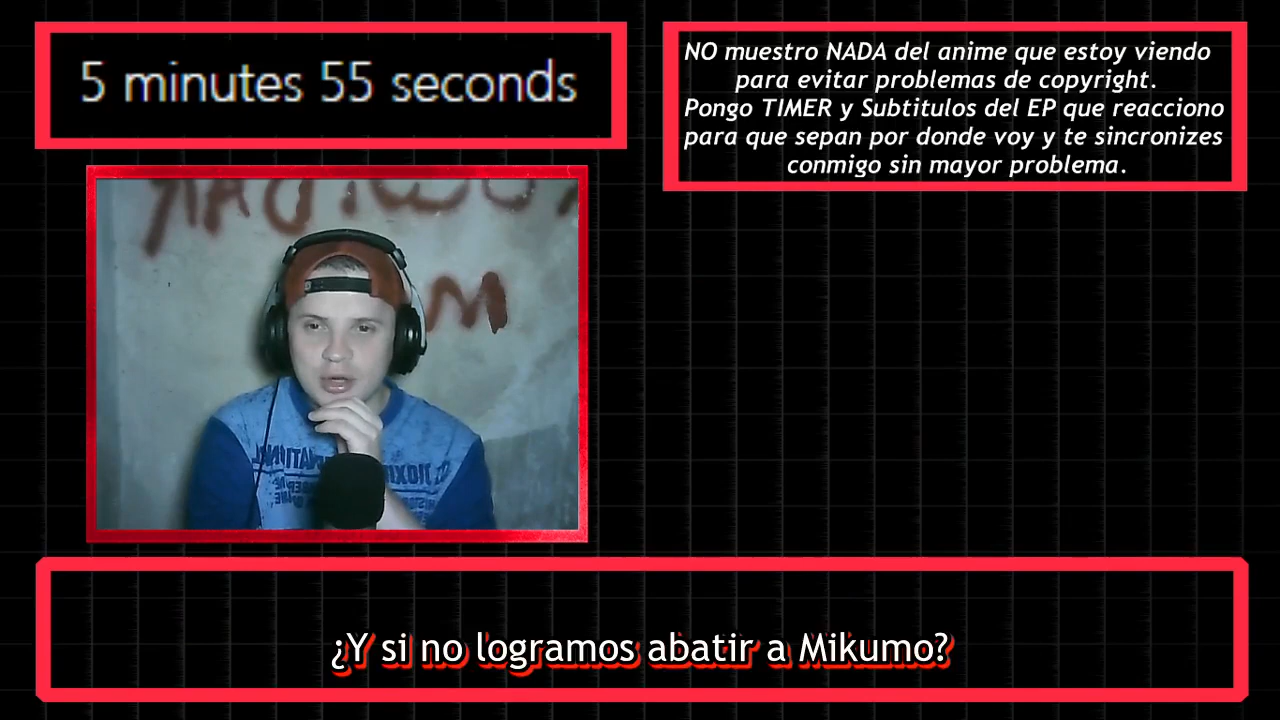 5 minutes 55 seconds
NO muestro NADA del anime que estoy viendo
para evitar problemas de copyright.
Pongo TIMER y Subtitulos del EP que reacciono
para que sepan por donde voy y te sincronizes
conmigo sin mayor problema.
¿Y si no logramos abatir a Mikumo?